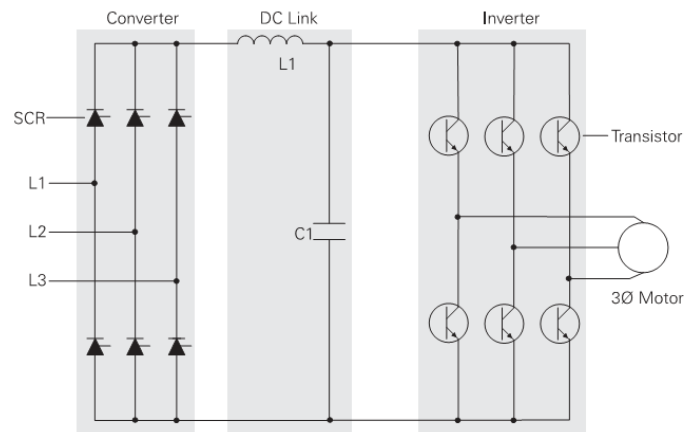 Converter
DC Link
Inverter
L1
SCR
Transistor
L1
L2
C1
L3
3Ø Motor